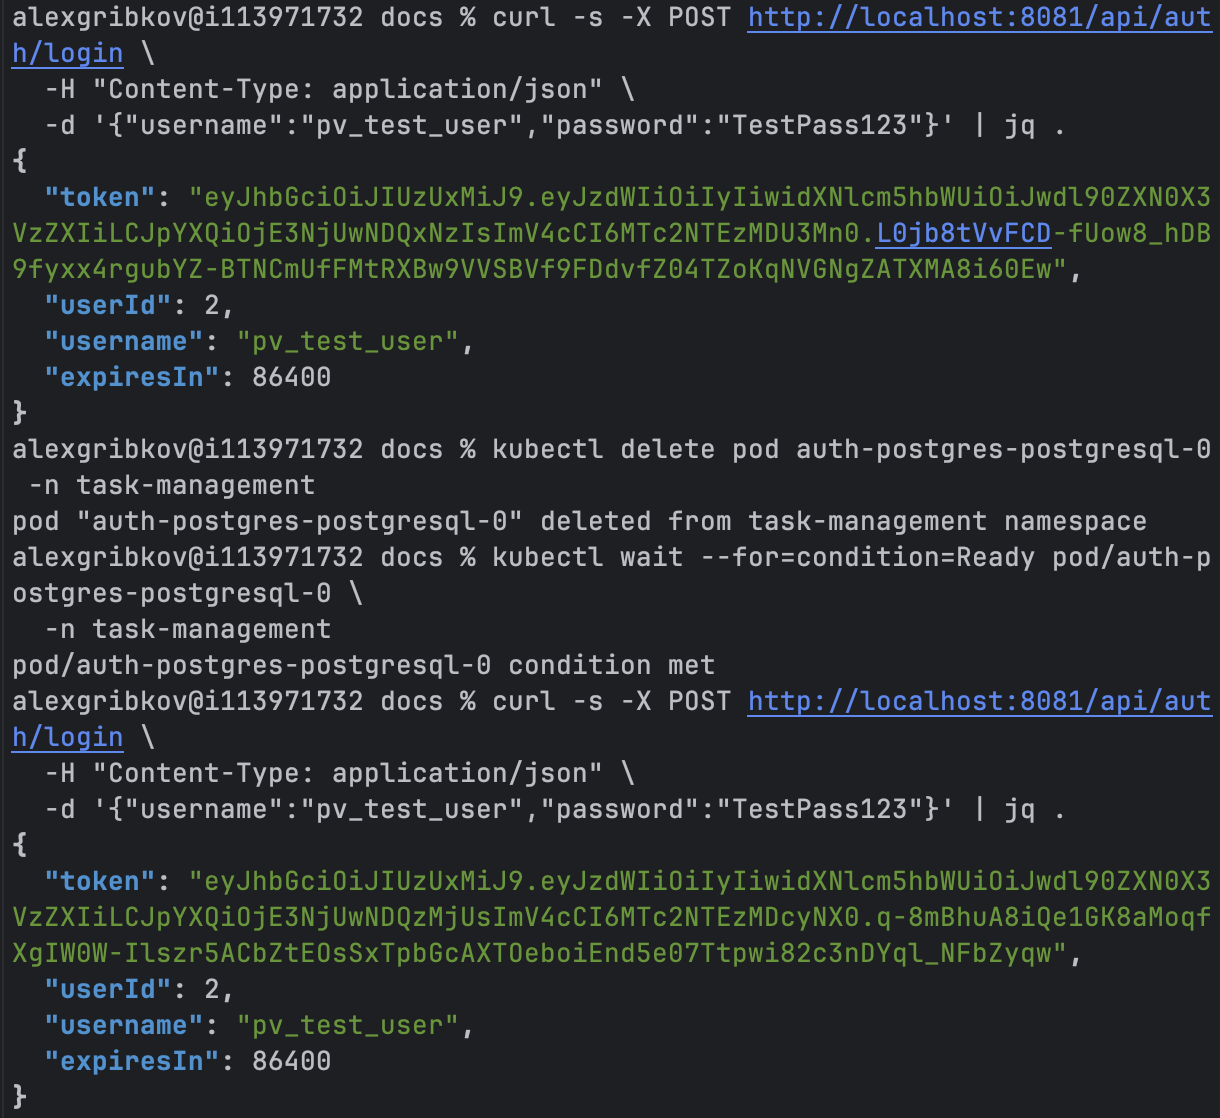 alexgribkov@i113971732 docs % curl -s -X POST http://localhost:8081/api/aut
h/login \
  -H "Content-Type: application/json" \
  -d '{"username":"pv_test_user","password":"TestPass123"}' | jq .
{
  "token": "eyJhbGciOiJIUzUxMiJ9.eyJzdWIiOiIyIiwidXNlcm5hbWUiOiJwdl90ZXN0X3
VzZXIiLCJpYXQiOjE3NjUwNDQxNzIsImV4cCI6MTc2NTEzMDU3Mn0.L0jb8tVvFCD-fUow8_hDB
9fyxx4rgubYZ-BTNCmUfFMtRXBw9VVSBVf9FDdvfZ04TZoKqNVGNgZATXMA8i60Ew",
  "userId": 2,
  "username": "pv_test_user",
  "expiresIn": 86400
}
alexgribkov@i113971732 docs % kubectl delete pod auth-postgres-postgresql-0
 -n task-management
pod "auth-postgres-postgresql-0" deleted from task-management namespace
alexgribkov@i113971732 docs % kubectl wait --for=condition=Ready pod/auth-p
ostgres-postgresql-0 \
  -n task-management
pod/auth-postgres-postgresql-0 condition met
alexgribkov@i113971732 docs % curl -s -X POST http://localhost:8081/api/aut
h/login \
  -H "Content-Type: application/json" \
  -d '{"username":"pv_test_user","password":"TestPass123"}' | jq .
{
  "token": "eyJhbGciOiJIUzUxMiJ9.eyJzdWIiOiIyIiwidXNlcm5hbWUiOiJwdl90ZXN0X3
VzZXIiLCJpYXQiOjE3NjUwNDQzMjUsImV4cCI6MTc2NTEzMDcyNX0.q-8mBhuA8iQe1GK8aMoqf
XgIW0W-Ilszr5ACbZtEOsSxTpbGcAXTOeboiEnd5e07Ttpwi82c3nDYql_NFbZyqw",
  "userId": 2,
  "username": "pv_test_user",
  "expiresIn": 86400
}